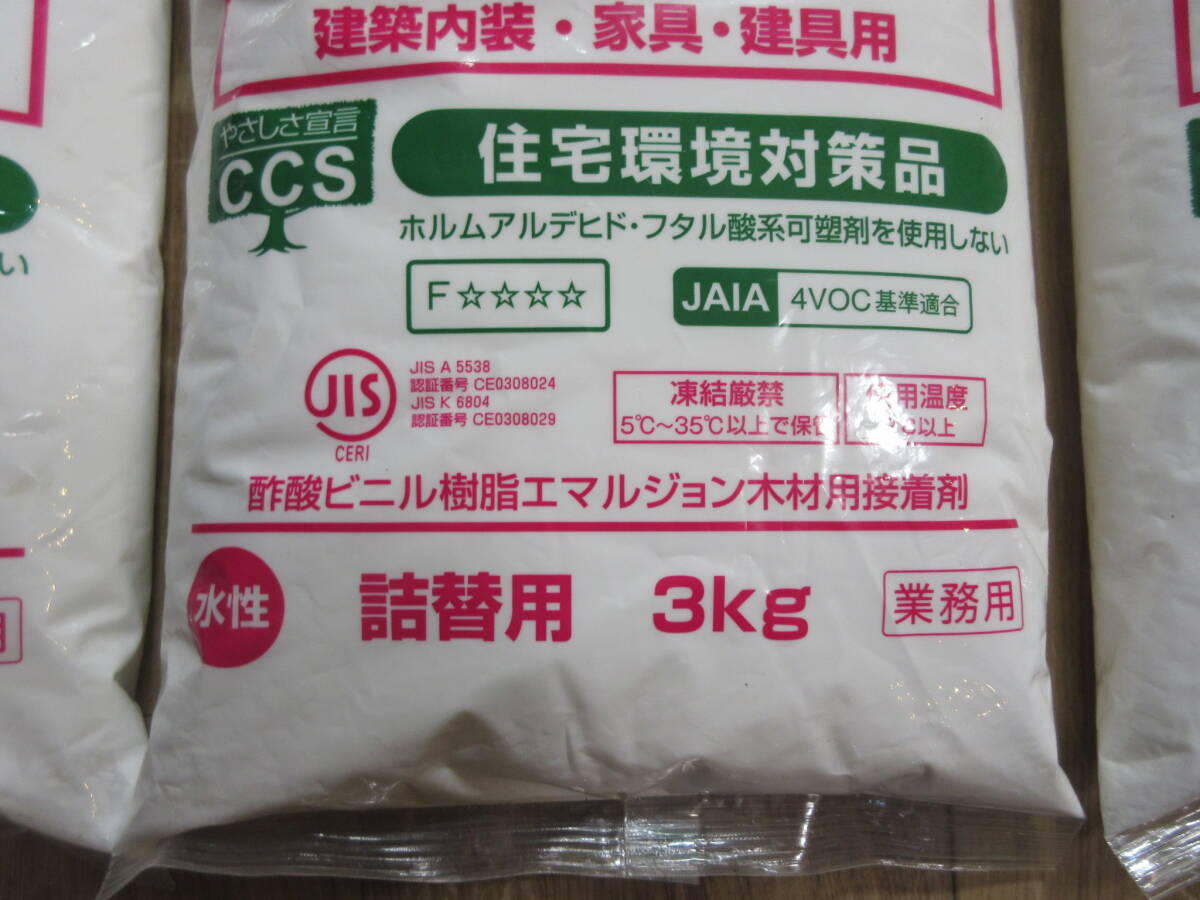 建築内装・家具・建具用
やさしさ宣言
CCS
住宅環境対策品
ホルムアルデヒド・フタル酸系可塑剤を使用しない
F☆☆☆☆
JAIA 4VOC基準適合
JIS
CERI
JIS A 5538
認証番号 CE0308024
JIS K 6804
認証番号 CE0308029
凍結厳禁
5℃〜35℃以上で保管
使用温度
℃以上
酢酸ビニル樹脂エマルジョン木材用接着剤
水性
詰替用 3kg
業務用
い
用